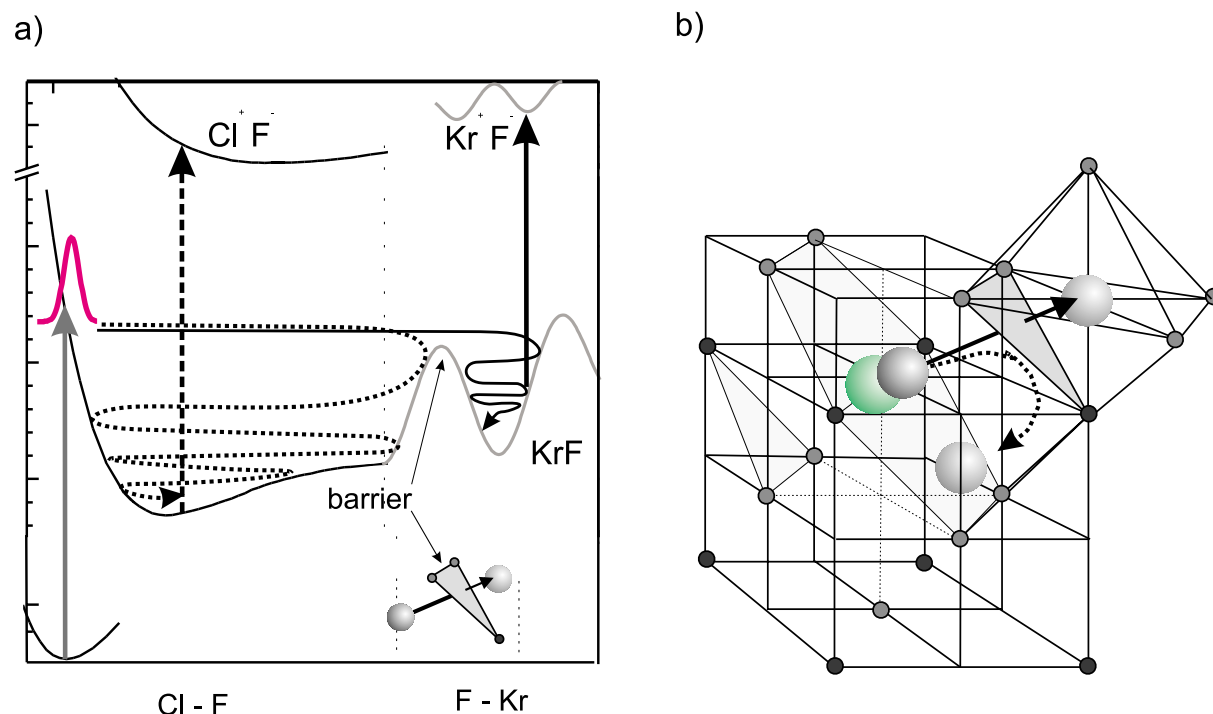 a)
b)
Cl⁺F⁻
Kr⁺F⁻
KrF
barrier
Cl - F
F - Kr